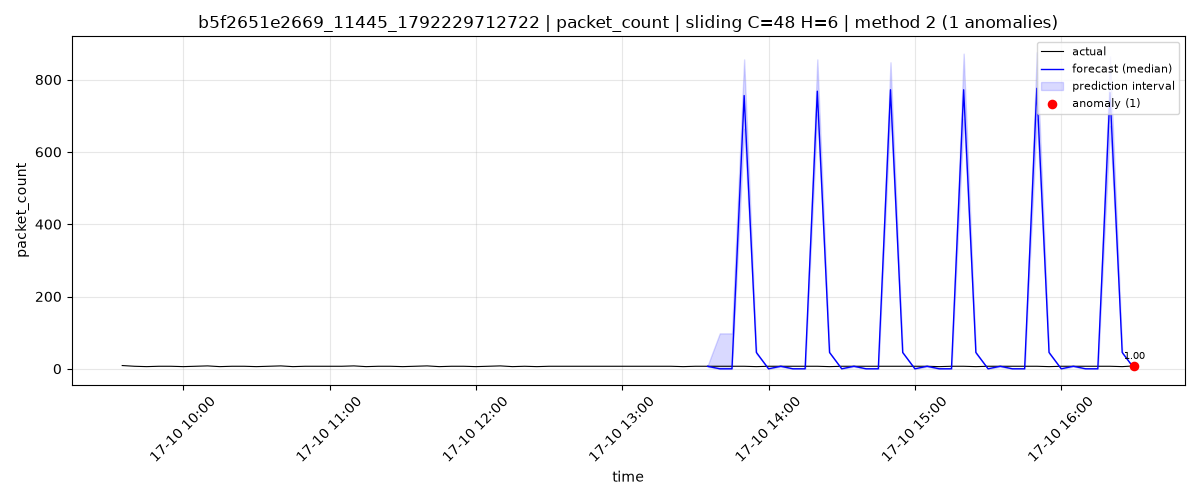 b5f2651e2669_11445_1792229712722 | packet_count | sliding C=48 H=6 | method 2 (1 anomalies)
actual
forecast (median)
prediction interval
anomaly (1)
packet_count
800
600
400
200
0
1.00
17-10 10:00
17-10 11:00
17-10 12:00
17-10 13:00
17-10 14:00
17-10 15:00
17-10 16:00
time